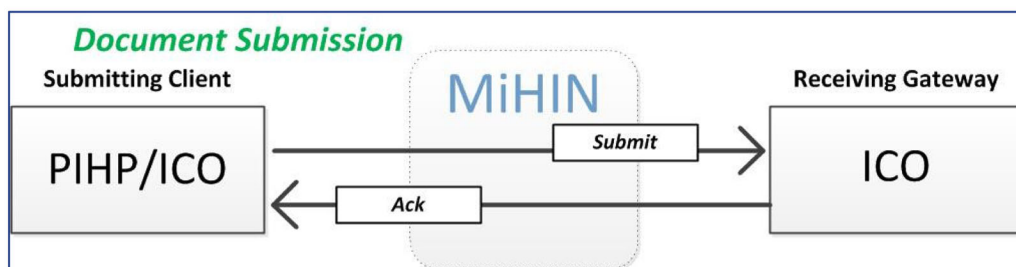 Document Submission
Submitting Client
MiHIN
Receiving Gateway
PIHP/ICO
Submit
ICO
Ack